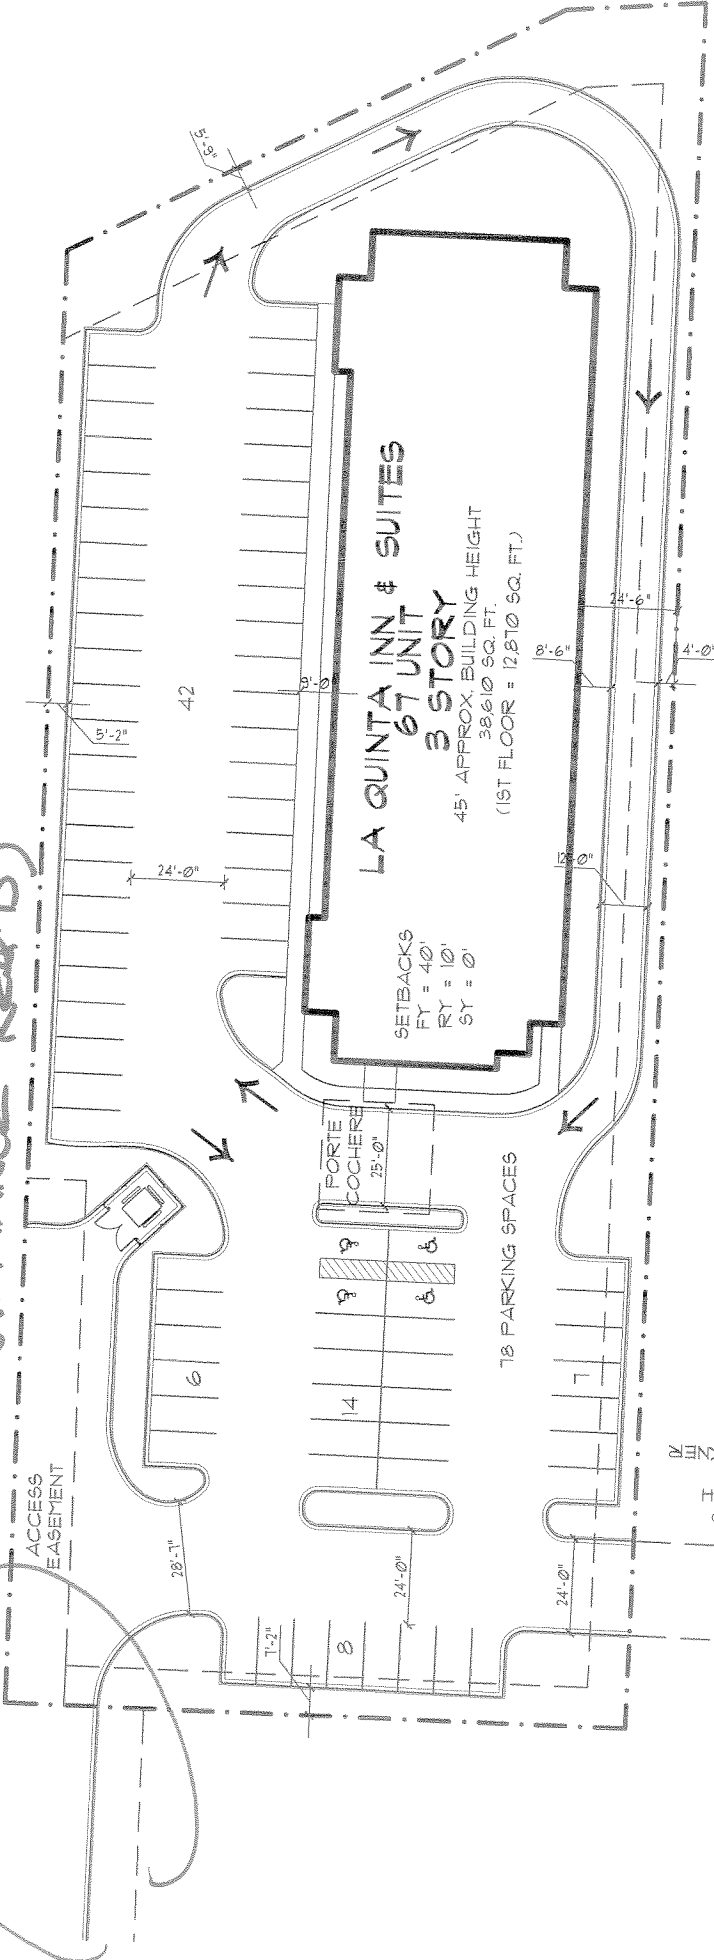 5'-9"
42
5'-2"
24'-0"
9'-0"
LA QUINTA INN & SUITES
67 UNIT
3 STORY
45' APPROX. BUILDING HEIGHT
38,610 SQ. FT.
(1ST FLOOR = 12,870 SQ. FT.)
SETBACKS
FY = 40'
RY = 10'
SY = 0'
24'-6"
8'-6"
4'-0"
12'-0"
PORTE
COCHERE
25'-0"
78 PARKING SPACES
6
14
7
ACCESS
EASEMENT
28'-7"
24'-0"
24'-0"
7'-2"
8